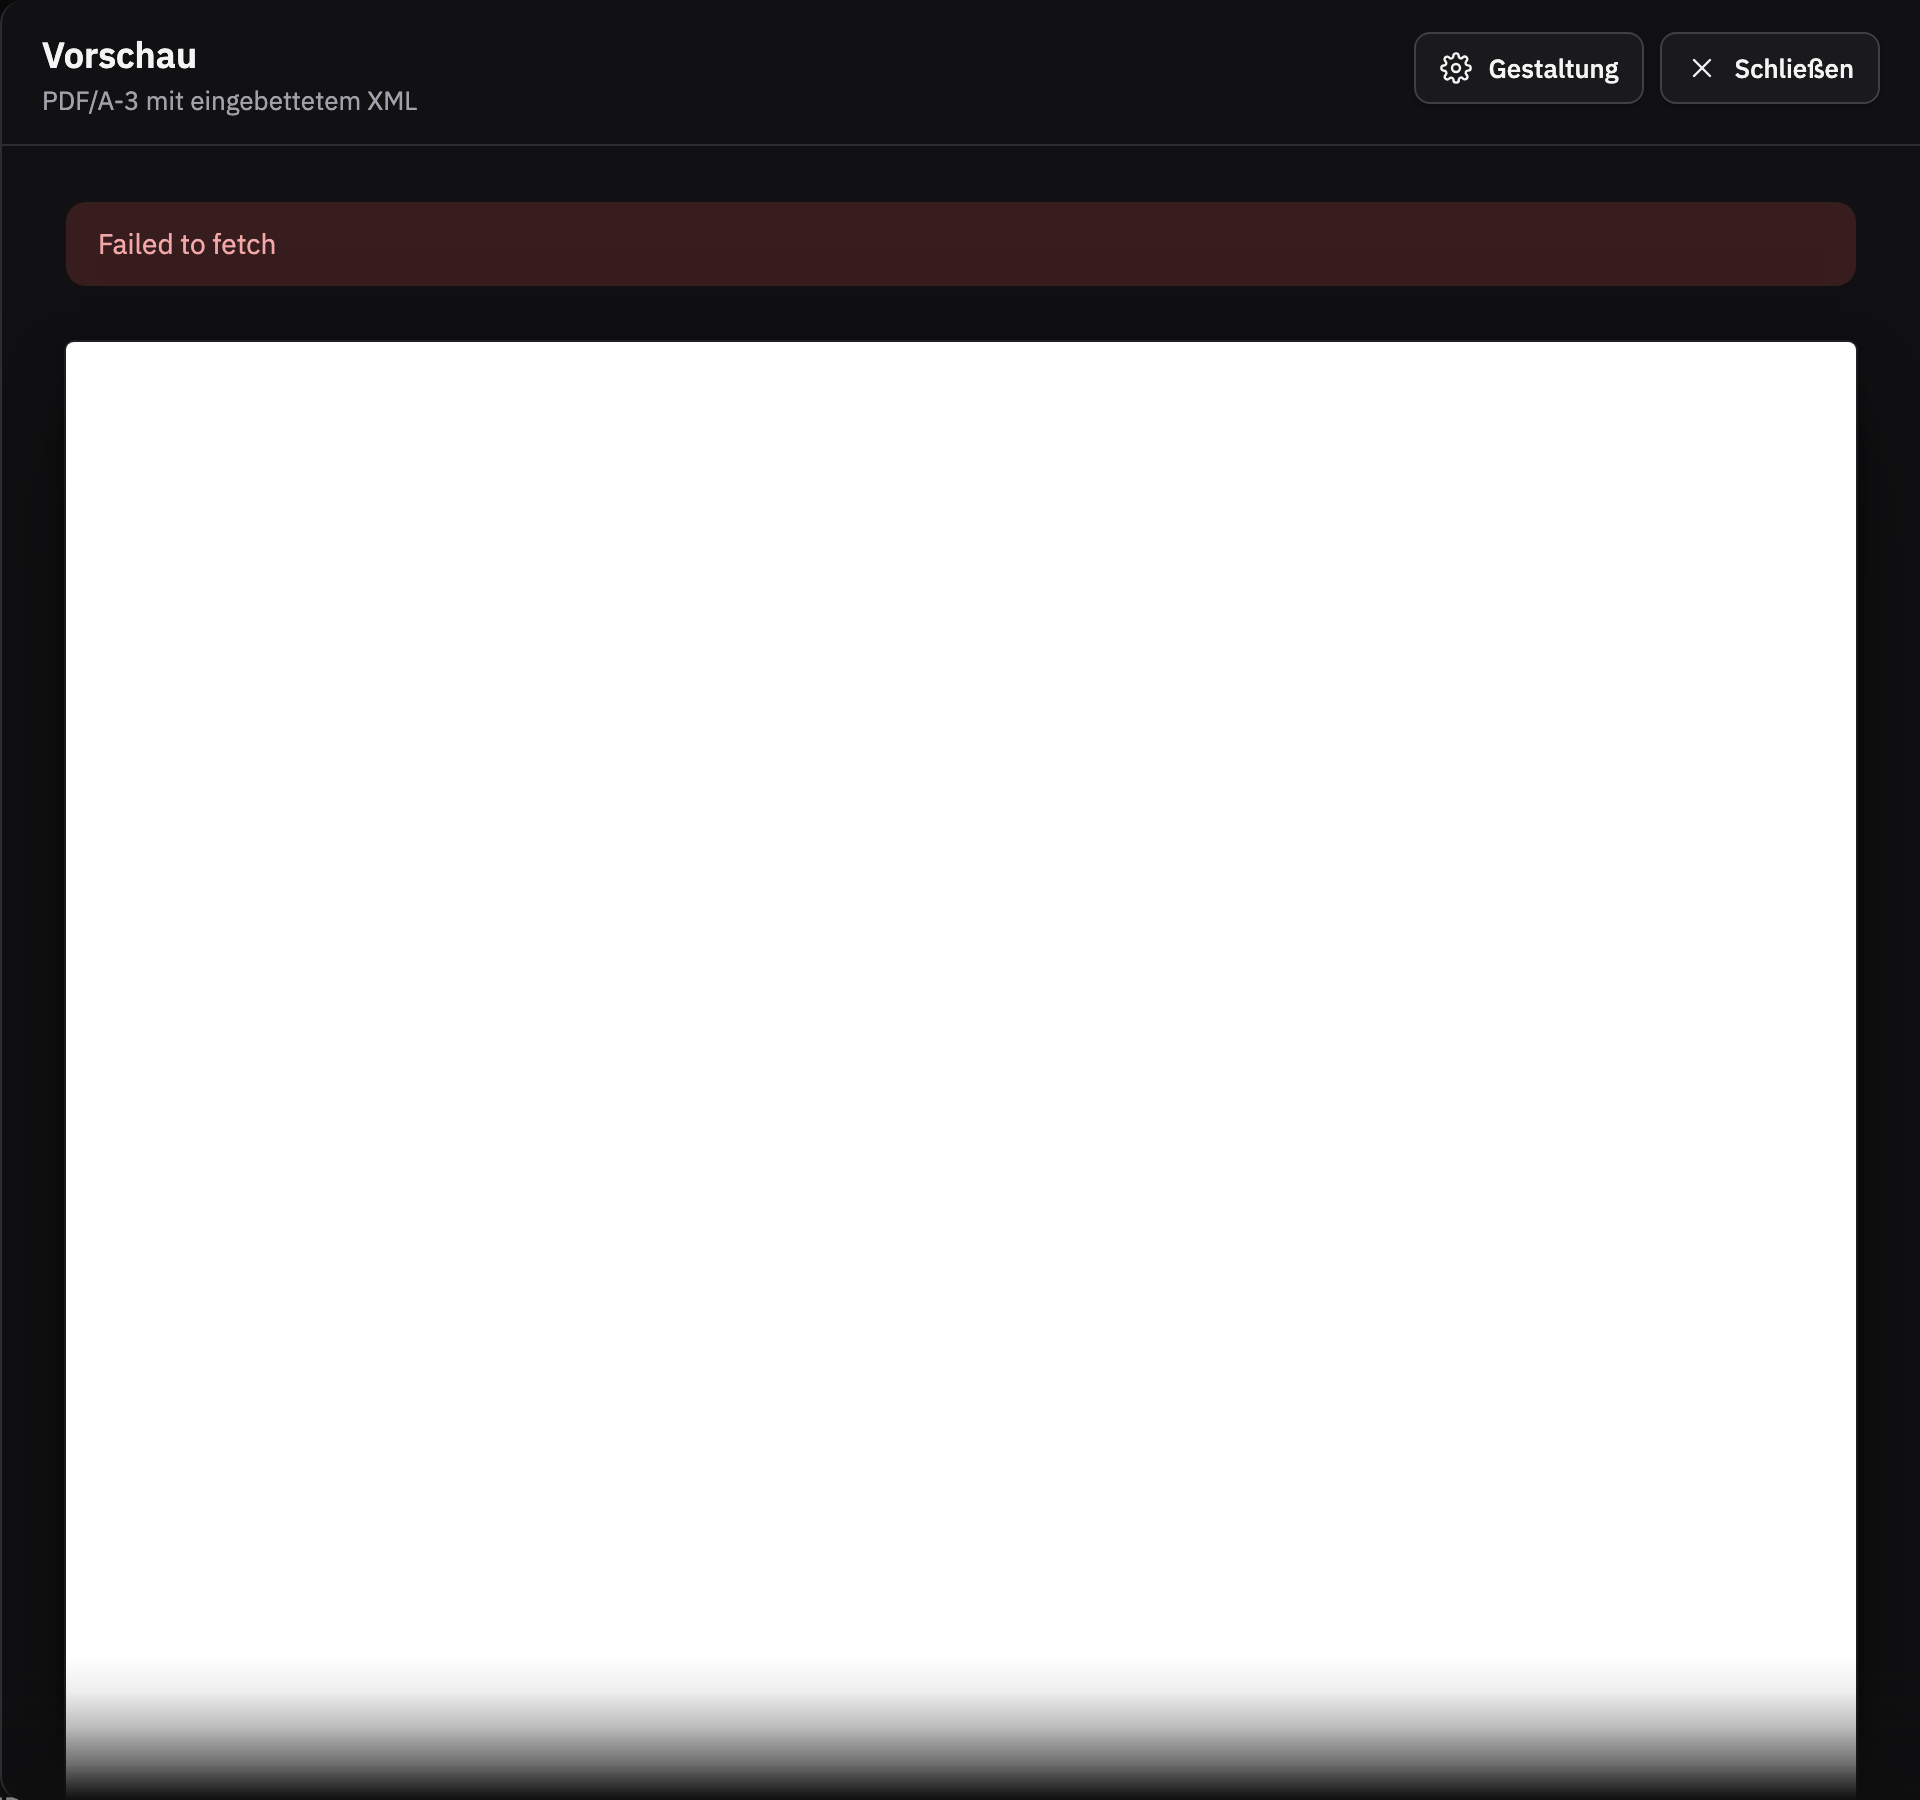 Vorschau
PDF/A-3 mit eingebettetem XML
Gestaltung
Schließen
Failed to fetch